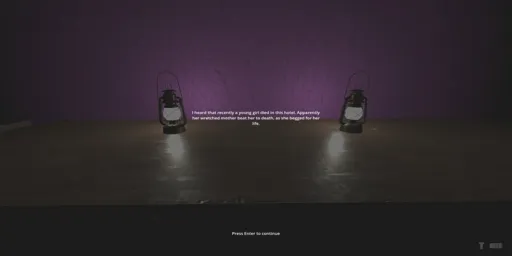 I heard that recently a young girl died in this hotel. Apparently
her wretched mother beat her to death, as she begged for her
life.
Press Enter to continue